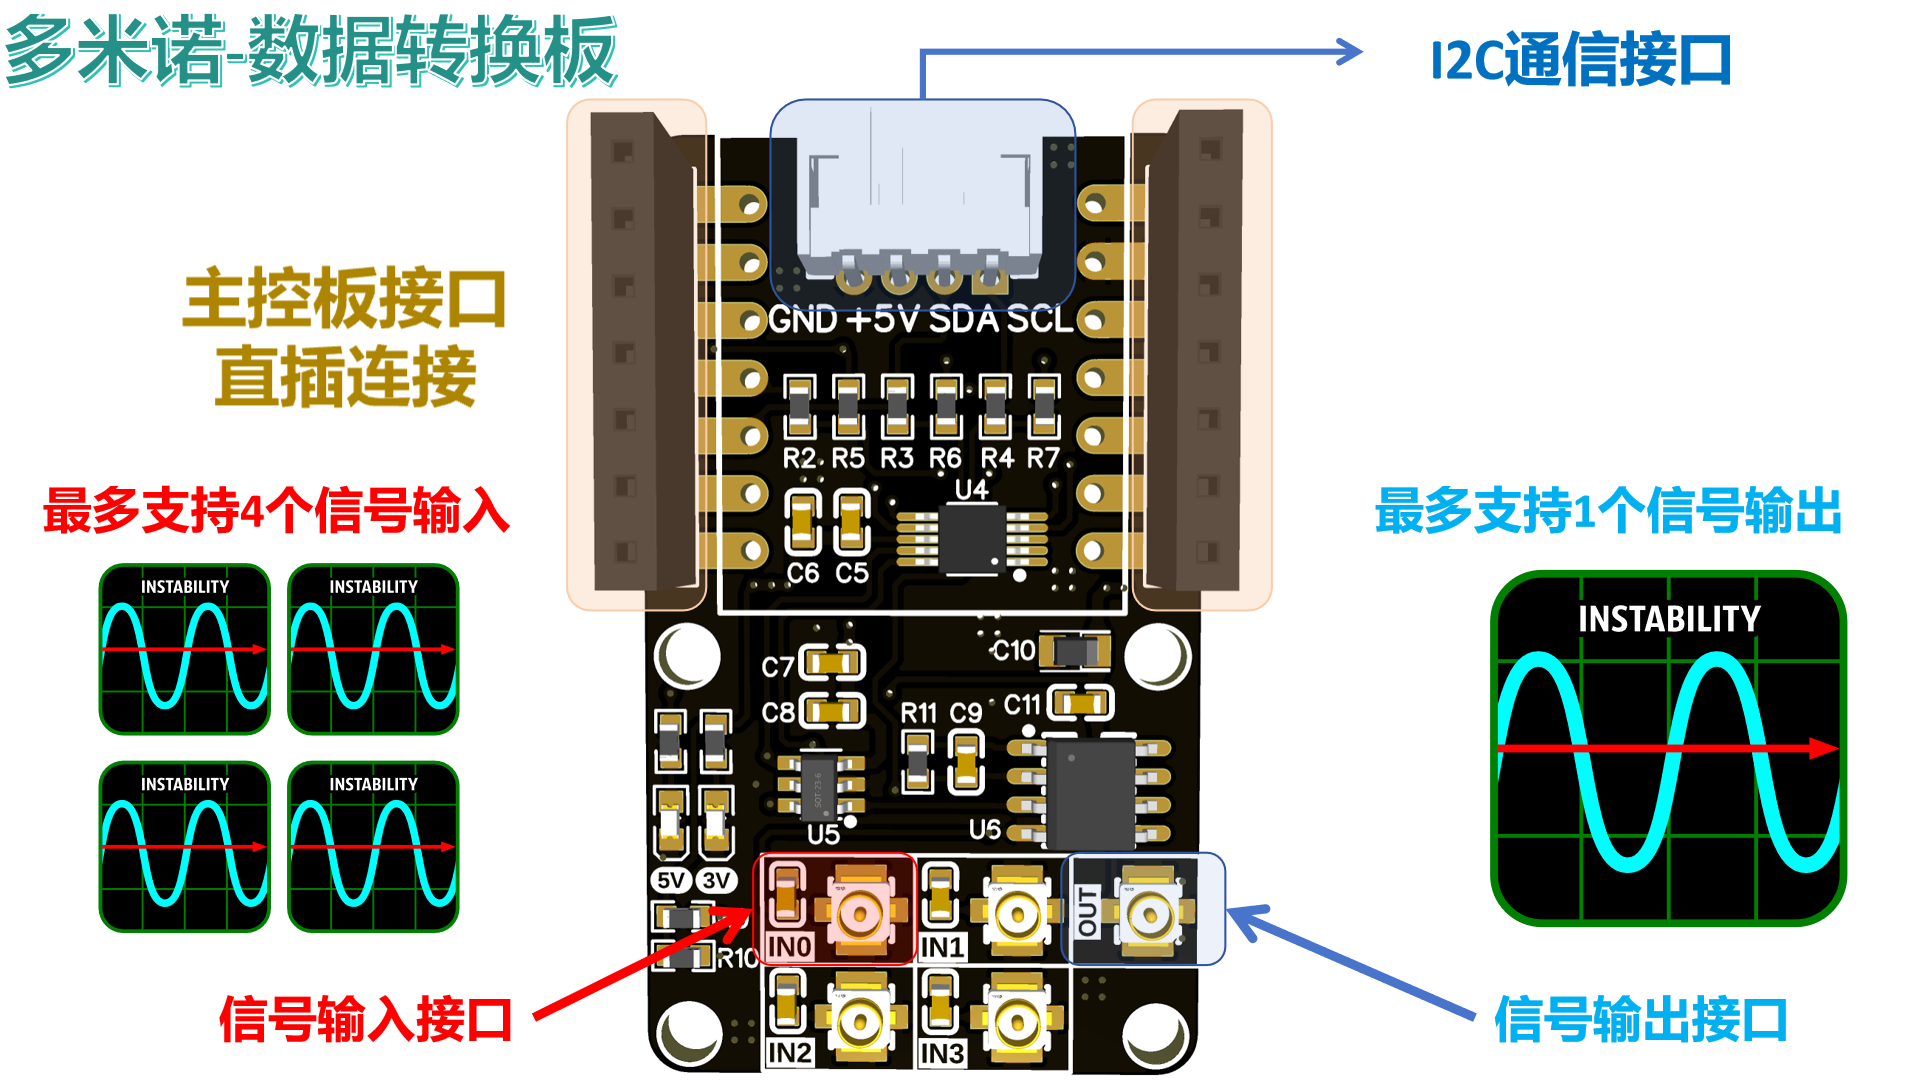 多米诺-数据转换板
I2C通信接口
主控板接口
直插连接
GND +5V SDA SCL
R2 R5 R3 R6 R4 R7
U4
C6 C5
最多支持4个信号输入
最多支持1个信号输出
INSTABILITY
INSTABILITY
INSTABILITY
INSTABILITY
INSTABILITY
C7
C10
C8
R11 C9
C11
SOT-23-6
U5
U6
5V 3V
OUT
IN0
IN1
R10
IN2
IN3
信号输入接口
信号输出接口